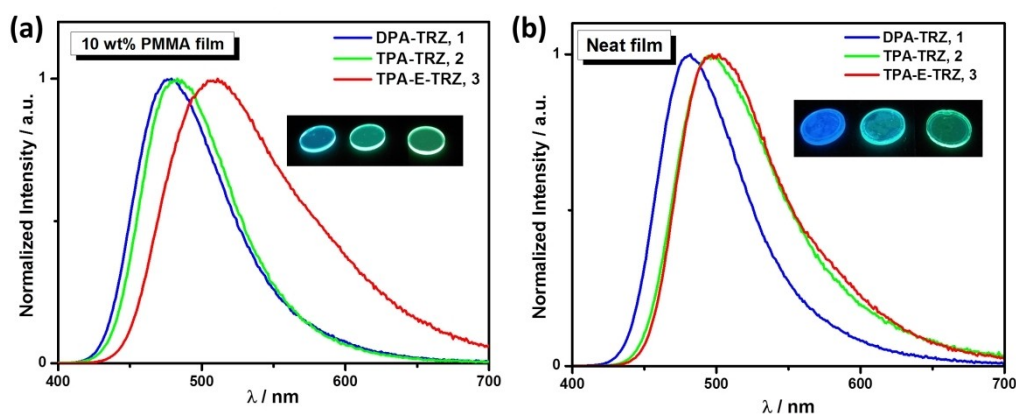 (a)
10 wt% PMMA film
DPA-TRZ, 1
TPA-TRZ, 2
TPA-E-TRZ, 3
Normalized Intensity / a.u.
1
0
400
500
600
700
λ / nm
(b)
Neat film
DPA-TRZ, 1
TPA-TRZ, 2
TPA-E-TRZ, 3
Normalized Intensity / a.u.
1
0
400
500
600
700
λ / nm